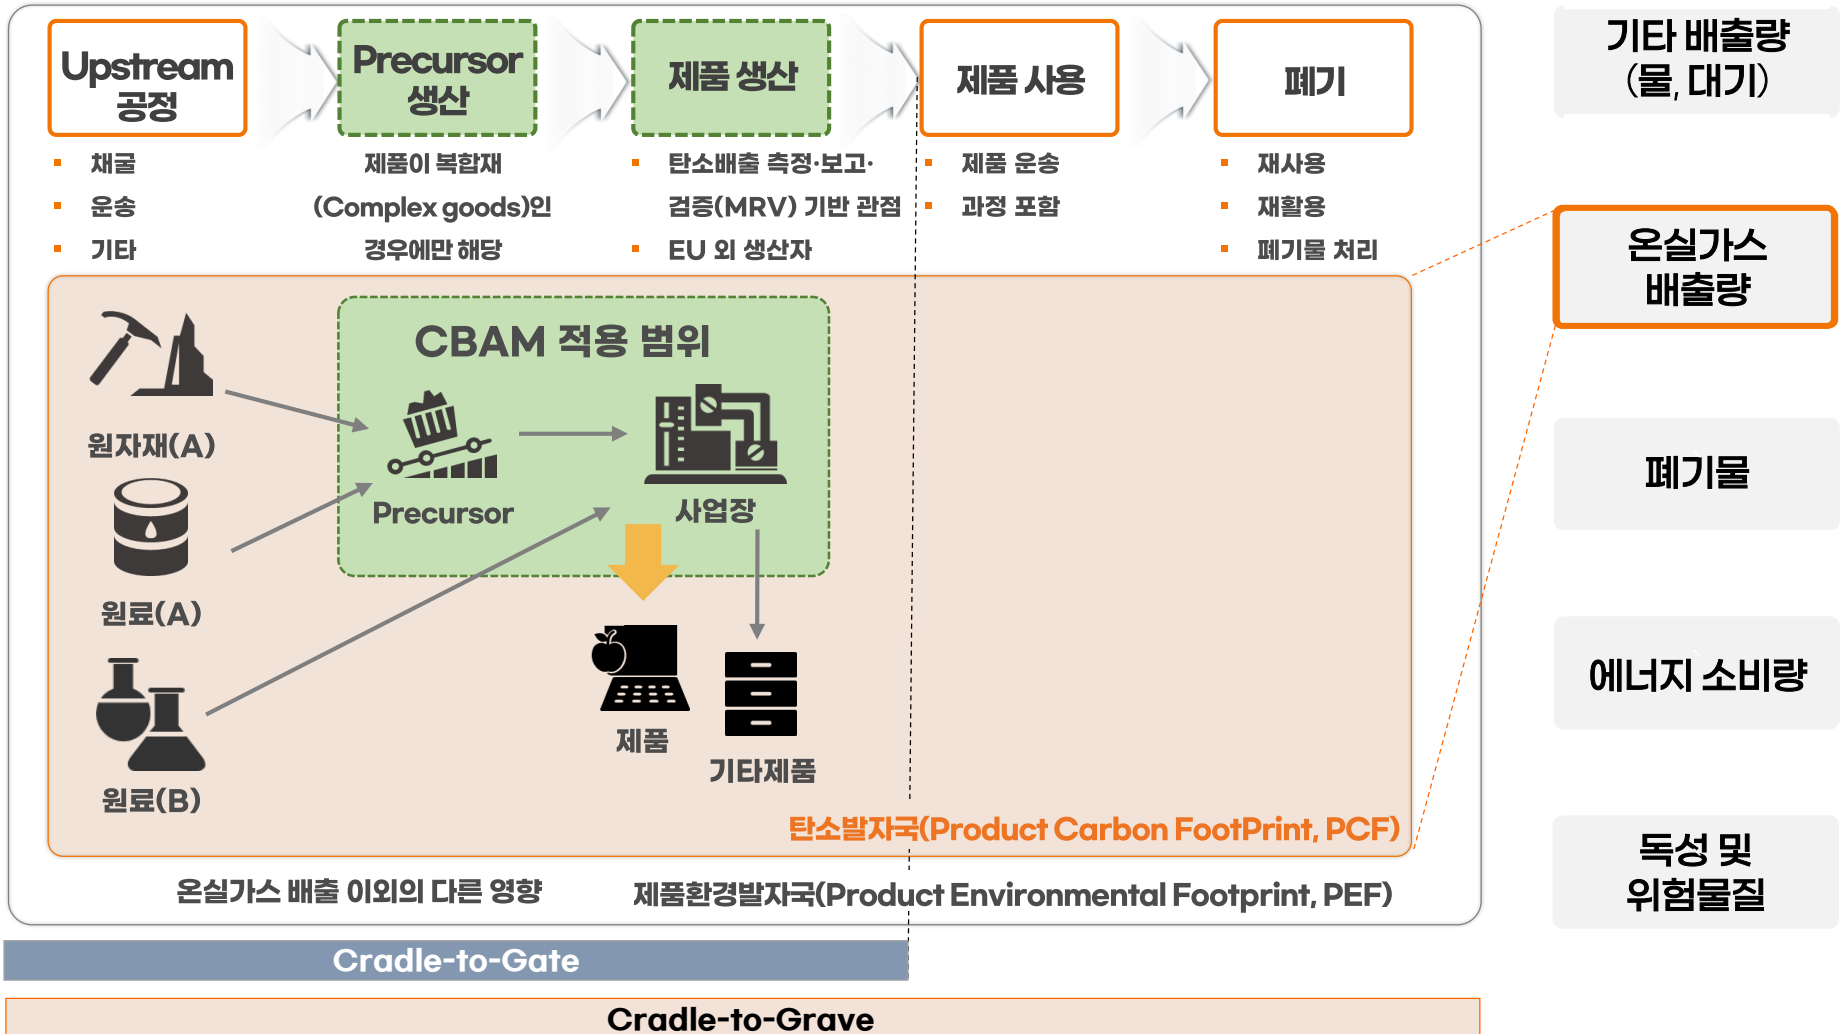 Upstream
공정
Precursor
생산
제품 생산
제품 사용
폐기
채굴
운송
기타
제품이 복합재
(Complex goods)인
경우에만 해당
탄소배출 측정·보고·
검증(MRV) 기반 관점
EU 외 생산자
제품 운송
과정 포함
재사용
재활용
폐기물 처리
CBAM 적용 범위
원자재(A)
원료(A)
원료(B)
Precursor
사업장
제품
기타제품
탄소발자국(Product Carbon FootPrint, PCF)
온실가스 배출 이외의 다른 영향
제품환경발자국(Product Environmental Footprint, PEF)
Cradle-to-Gate
Cradle-to-Grave
기타 배출량
(물, 대기)
온실가스
배출량
폐기물
에너지 소비량
독성 및
위험물질